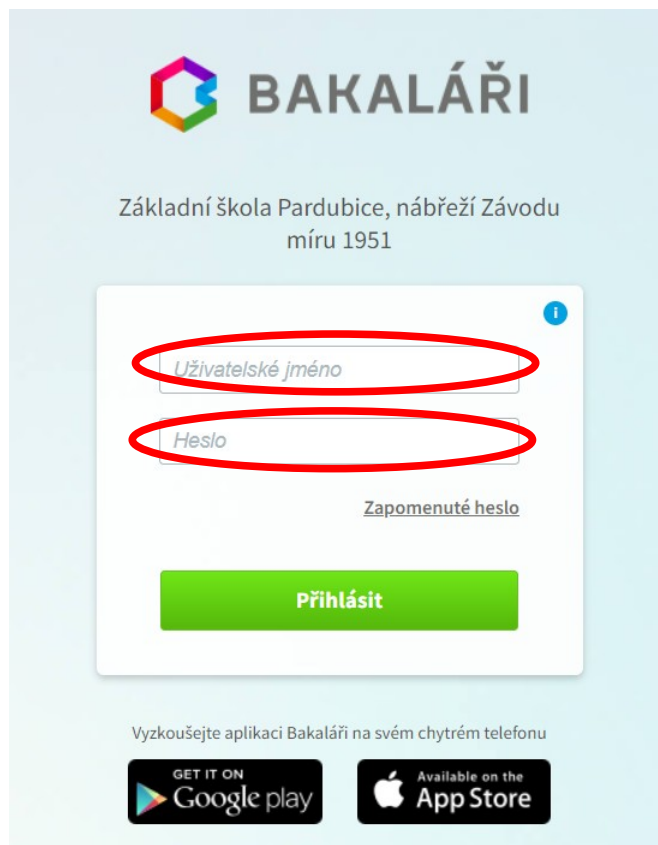 BAKALÁŘI
Základní škola Pardubice, nábřeží Závodu
míru 1951
i
Uživatelské jméno
Heslo
Zapomenuté heslo
Přihlásit
Vyzkoušejte aplikaci Bakaláři na svém chytrém telefonu
GET IT ON
Google play
Available on the
App Store